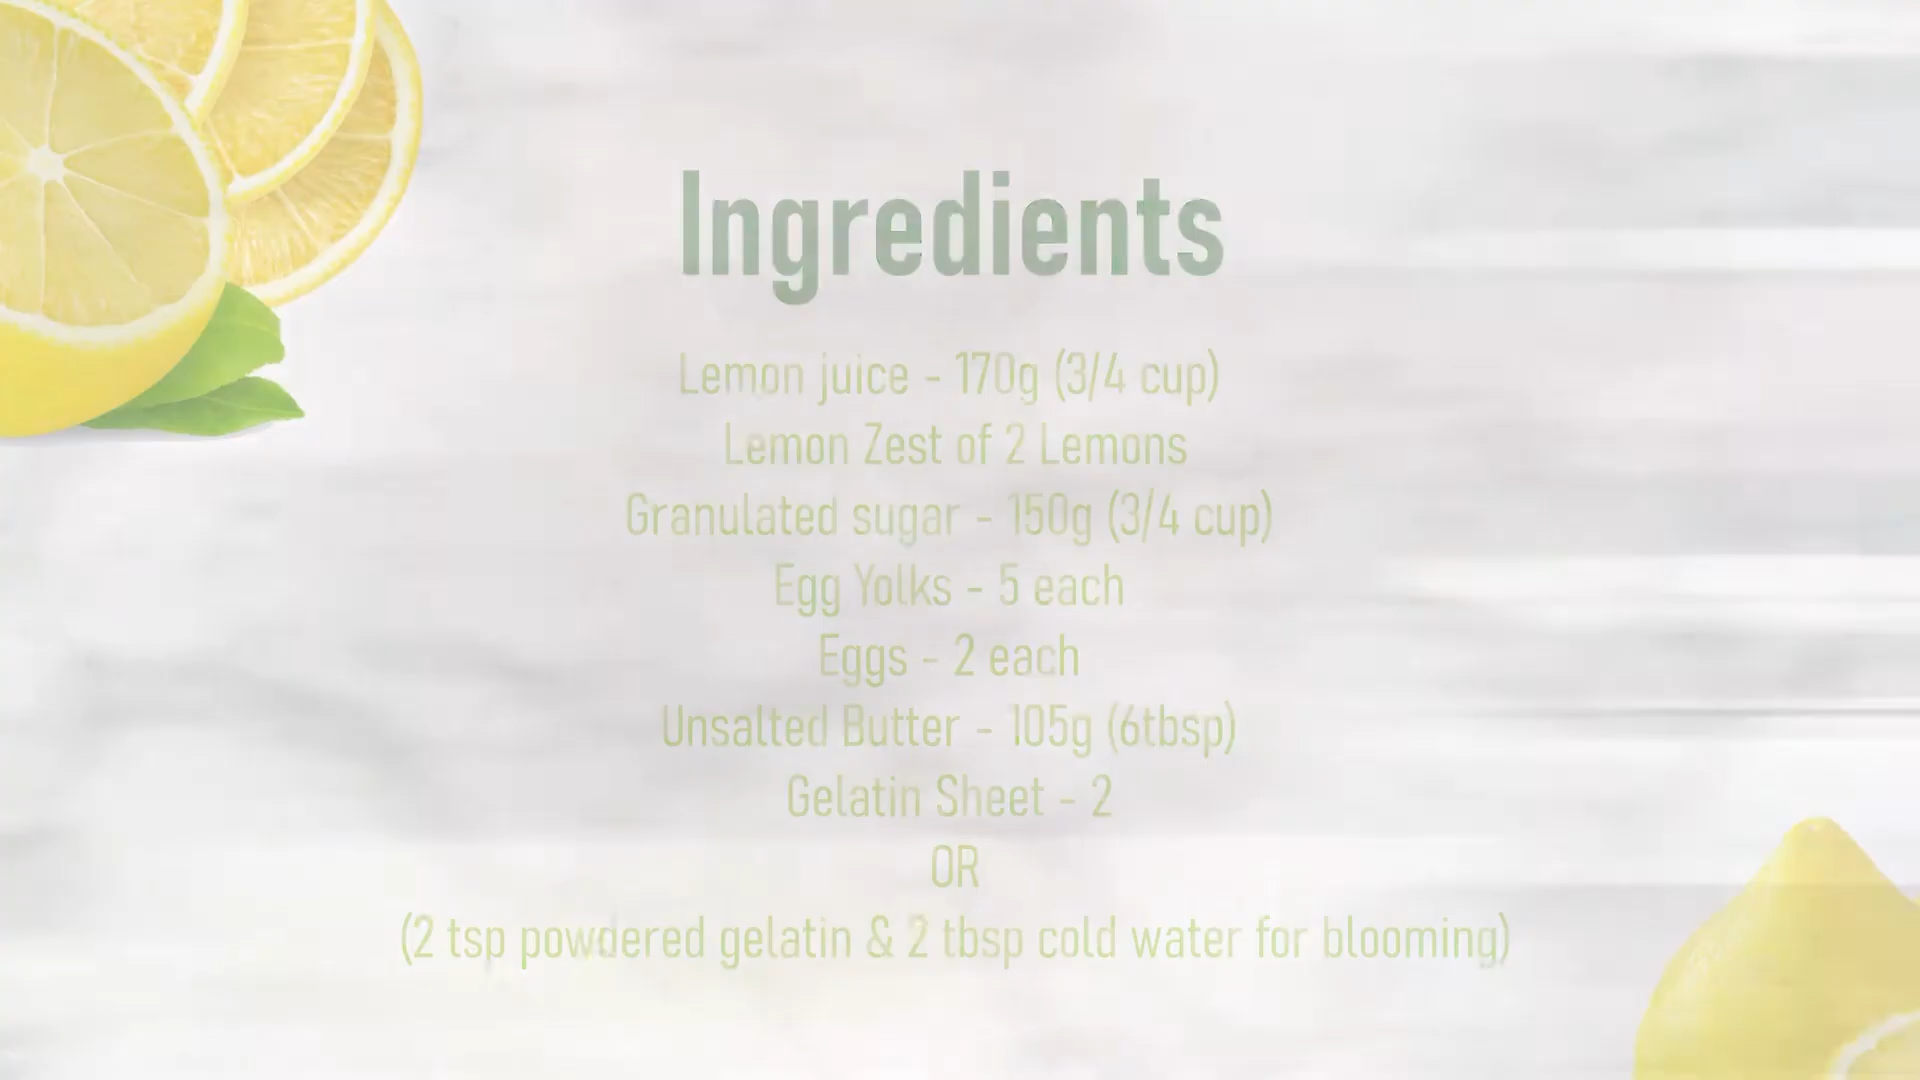 Ingredients
Lemon juice - 170g (3/4 cup)
Lemon Zest of 2 Lemons
Granulated sugar - 150g (3/4 cup)
Egg Yolks - 5 each
Eggs - 2 each
Unsalted Butter - 105g (6tbsp)
Gelatin Sheet - 2
OR
(2 tsp powdered gelatin & 2 tbsp cold water for blooming)